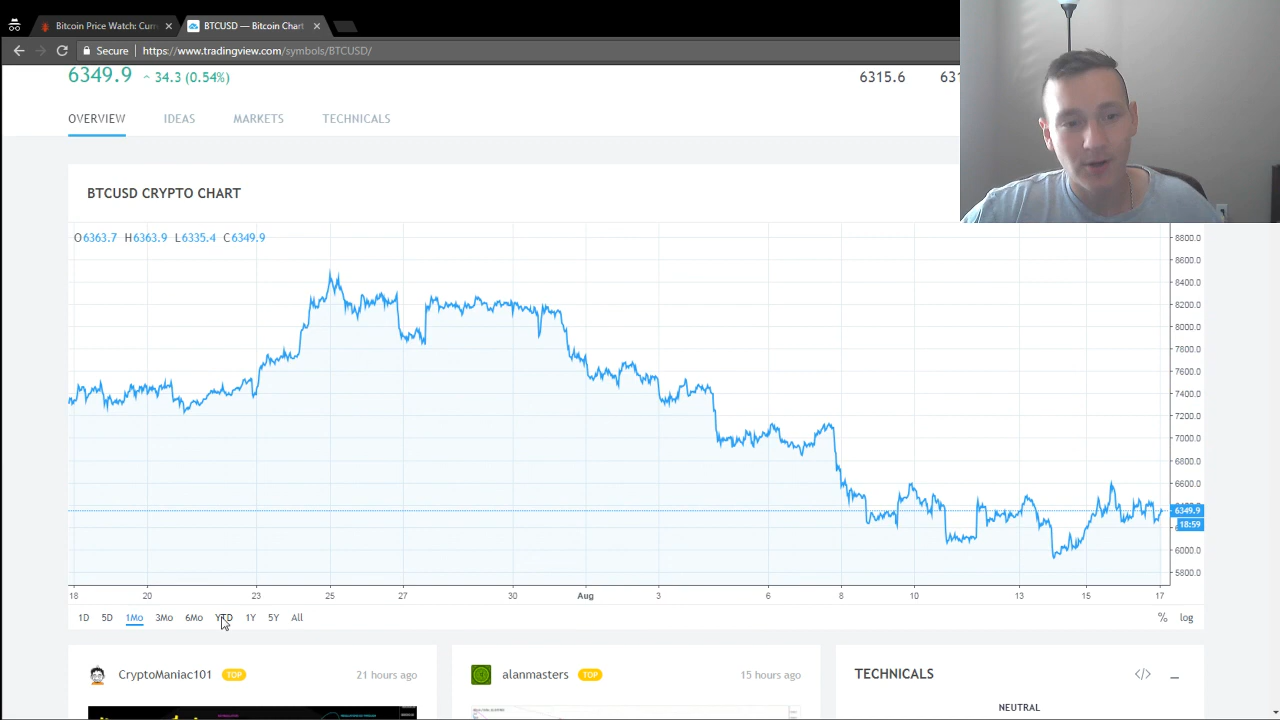 Bitcoin Price Watch: Curr
BTCUSD — Bitcoin Chart
Secure
https://www.tradingview.com/symbols/BTCUSD/
6349.9 34.3 (0.54%)
6315.6
OVERVIEW
IDEAS
MARKETS
TECHNICALS
BTCUSD CRYPTO CHART
O6363.7 H6363.9 L6335.4 C6349.9
8800.0
8600.0
8400.0
8200.0
8000.0
7800.0
7600.0
7400.0
7200.0
7000.0
6800.0
6600.0
6349.9
18:59
6000.0
5800.0
18 20 23 25 27 30 Aug 3 6 8 10 13 15 17
1D 5D 1Mo 3Mo 6Mo YTD 1Y 5Y All
% log
CryptoManiac101 TOP
21 hours ago
alanmasters TOP
15 hours ago
TECHNICALS
NEUTRAL